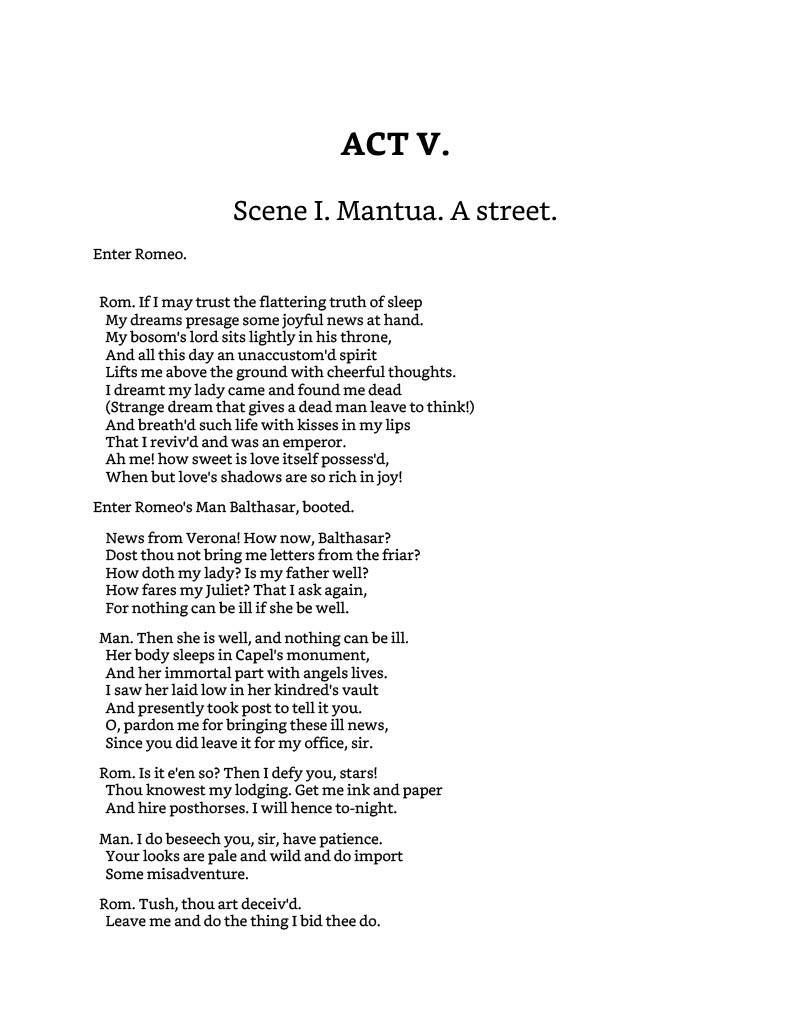 ACT V.
Scene I. Mantua. A street.
Enter Romeo.
Rom. If I may trust the flattering truth of sleep
My dreams presage some joyful news at hand.
My bosom's lord sits lightly in his throne,
And all this day an unaccustom'd spirit
Lifts me above the ground with cheerful thoughts.
I dreamt my lady came and found me dead
(Strange dream that gives a dead man leave to think!)
And breath'd such life with kisses in my lips
That I reviv'd and was an emperor.
Ah me! how sweet is love itself possess'd,
When but love's shadows are so rich in joy!
Enter Romeo's Man Balthasar, booted.
News from Verona! How now, Balthasar?
Dost thou not bring me letters from the friar?
How doth my lady? Is my father well?
How fares my Juliet? That I ask again,
For nothing can be ill if she be well.
Man. Then she is well, and nothing can be ill.
Her body sleeps in Capel's monument,
And her immortal part with angels lives.
I saw her laid low in her kindred's vault
And presently took post to tell it you.
O, pardon me for bringing these ill news,
Since you did leave it for my office, sir.
Rom. Is it e'en so? Then I defy you, stars!
Thou knowest my lodging. Get me ink and paper
And hire posthorses. I will hence to-night.
Man. I do beseech you, sir, have patience.
Your looks are pale and wild and do import
Some misadventure.
Rom. Tush, thou art deceiv'd.
Leave me and do the thing I bid thee do.